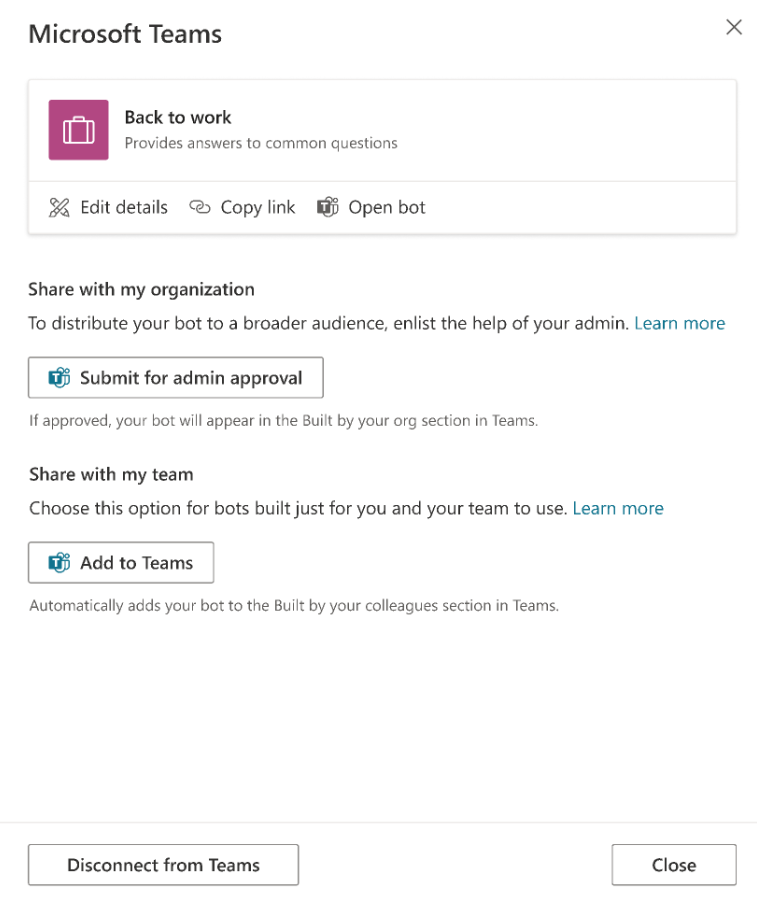 Microsoft Teams
Back to work
Provides answers to common questions
Edit details Copy link Open bot
Share with my organization
To distribute your bot to a broader audience, enlist the help of your admin. Learn more
Submit for admin approval
If approved, your bot will appear in the Built by your org section in Teams.
Share with my team
Choose this option for bots built just for you and your team to use. Learn more
Add to Teams
Automatically adds your bot to the Built by your colleagues section in Teams.
Disconnect from Teams Close